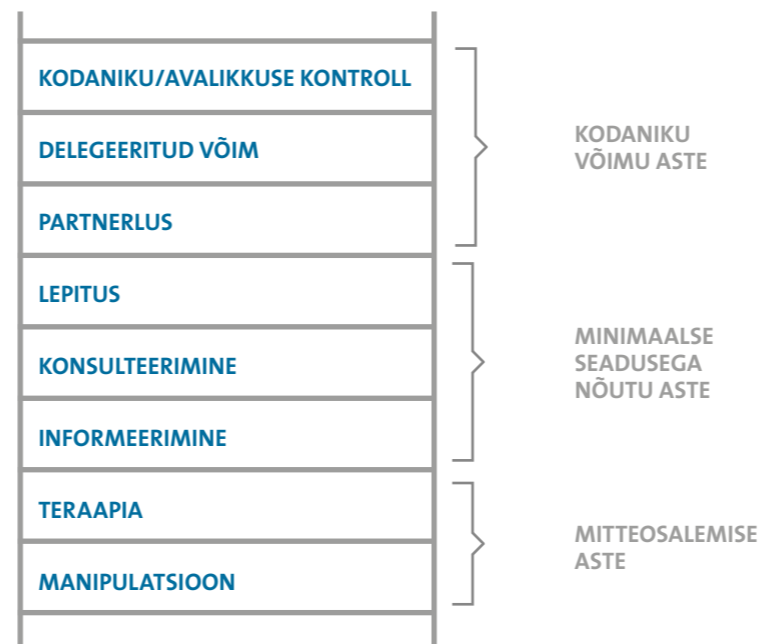 KODANIKU/AVALIKKUSE KONTROLL
DELEGEERITUD VÕIM
PARTNERLUS
KODANIKU
VÕIMU ASTE
LEPITUS
KONSULTEERIMINE
INFORMEERIMINE
MINIMAALSE
SEADUSEGA
NÕUTU ASTE
TERAAPIA
MANIPULATSIOON
MITTEOSALEMISE
ASTE